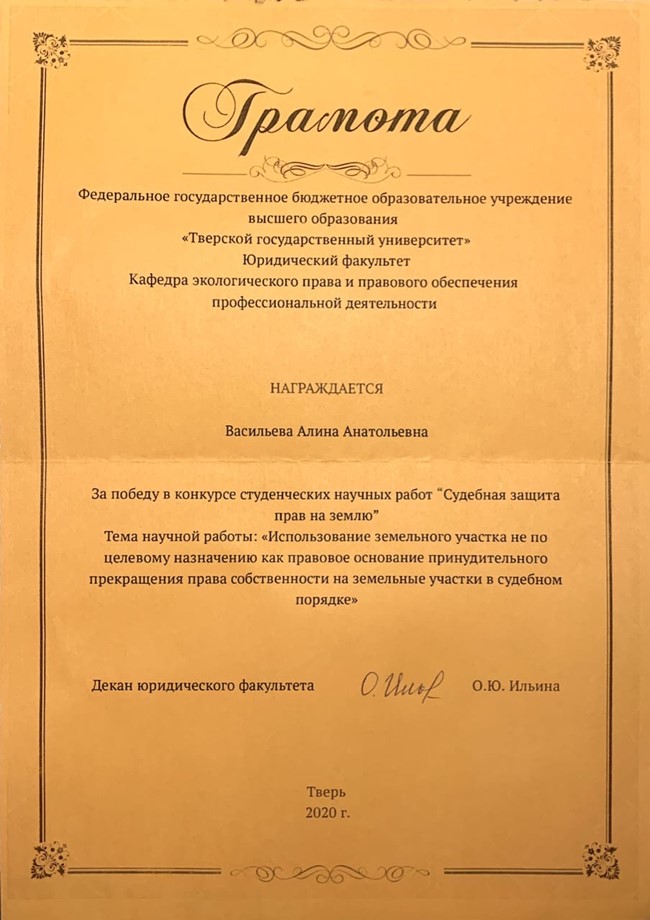 Грамота
Федеральное государственное бюджетное образовательное учреждение
высшего образования
«Тверской государственный университет»
Юридический факультет
Кафедра экологического права и правового обеспечения
профессиональной деятельности
НАГРАЖДАЕТСЯ
Васильева Алина Анатольевна
За победу в конкурсе студенческих научных работ “Судебная защита
прав на землю”
Тема научной работы: «Использование земельного участка не по
целевому назначению как правовое основание принудительного
прекращения права собственности на земельные участки в судебном
порядке»
Декан юридического факультета О.Ю. Ильина
Тверь
2020 г.